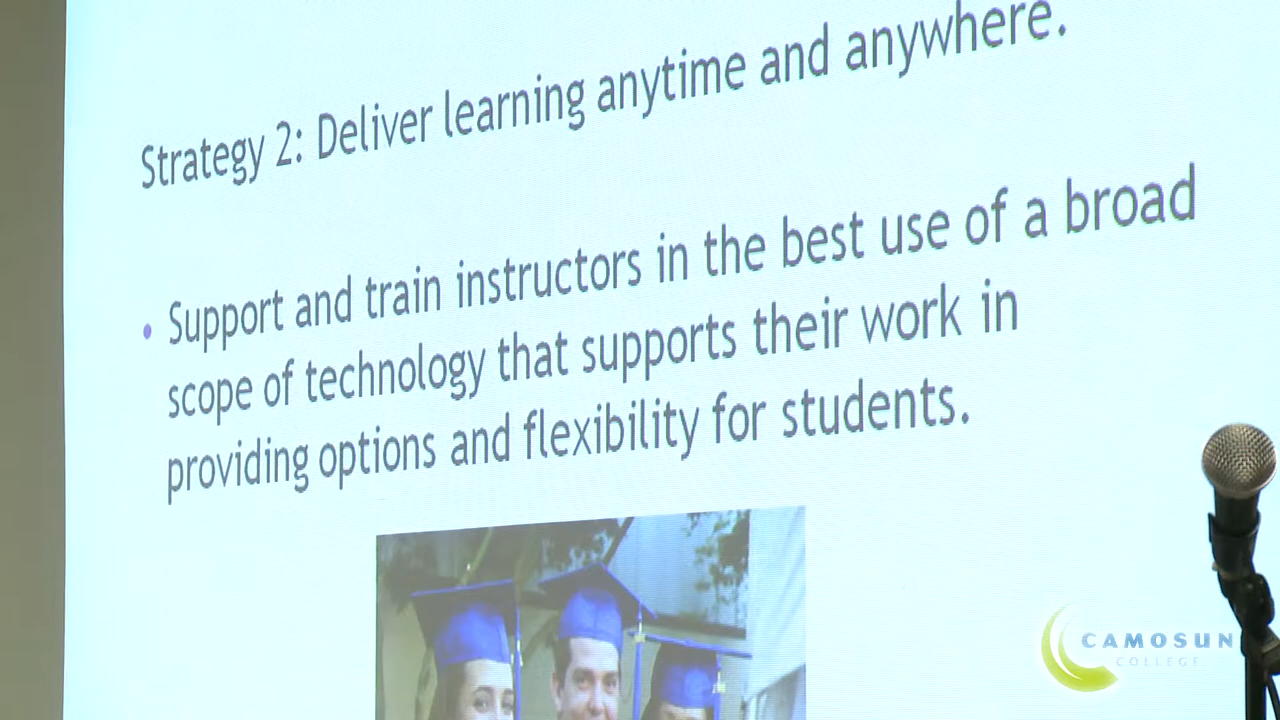 Strategy 2: Deliver learning anytime and anywhere.
• Support and train instructors in the best use of a broad
scope of technology that supports their work in
providing options and flexibility for students.
CAMOSUN
COLLEGE